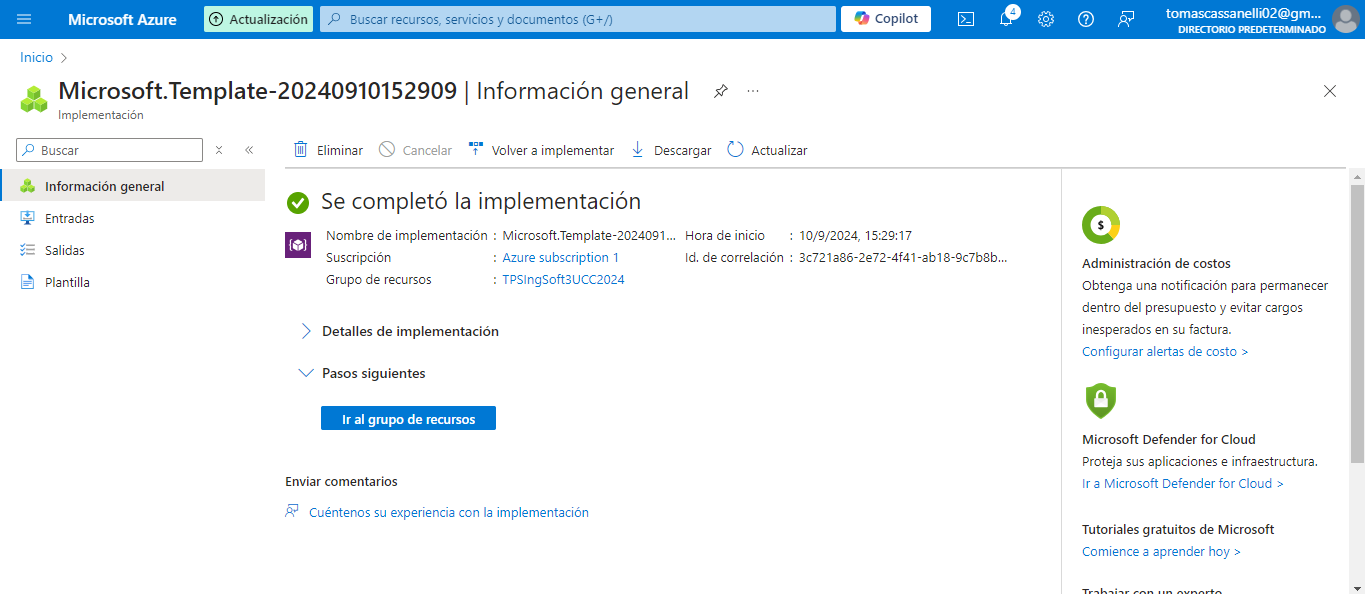 Microsoft Azure
Actualización
Buscar recursos, servicios y documentos (G+/)
Copilot
4
tomascassanelli02@gm...
DIRECTORIO PREDETERMINADO
Inicio >
Microsoft.Template-20240910152909 | Información general
...
Implementación
Buscar
Eliminar
Cancelar
Volver a implementar
Descargar
Actualizar
Información general
Entradas
Salidas
Plantilla
Se completó la implementación
Nombre de implementación : Microsoft.Template-2024091... Hora de inicio : 10/9/2024, 15:29:17
Suscripción : Azure subscription 1 Id. de correlación : 3c721a86-2e72-4f41-ab18-9c7b8b...
Grupo de recursos : TPSIngSoft3UCC2024
Detalles de implementación
Pasos siguientes
Ir al grupo de recursos
Enviar comentarios
Cuéntenos su experiencia con la implementación
$
Administración de costos
Obtenga una notificación para permanecer
dentro del presupuesto y evitar cargos
inesperados en su factura.
Configurar alertas de costo >
Microsoft Defender for Cloud
Proteja sus aplicaciones e infraestructura.
Ir a Microsoft Defender for Cloud >
Tutoriales gratuitos de Microsoft
Comience a aprender hoy >
Trabajar con un experto